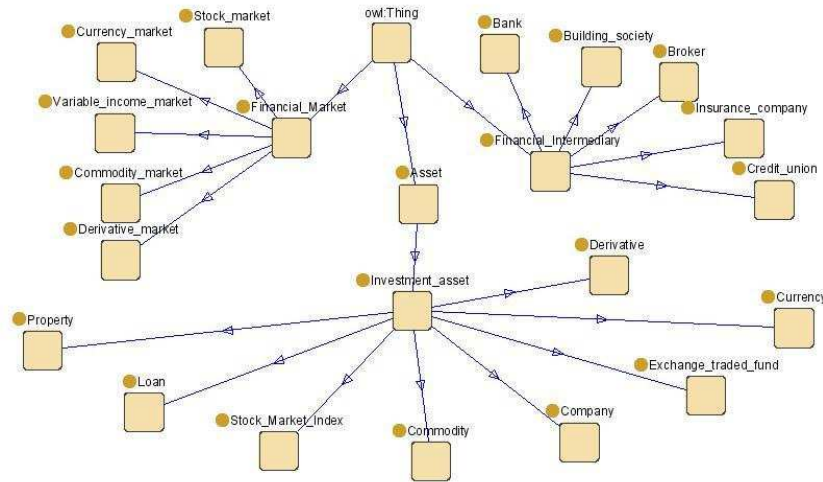 Stock_market
owl:Thing
Bank
Currency_market
Building_society
Broker
Variable_income_market
Financial_Market
Insurance_company
Financial_Intermediary
Commodity_market
Asset
Credit_union
Derivative_market
Derivative
Investment_asset
Currency
Property
Exchange_traded_fund
Loan
Stock_Market_Index
Company
Commodity